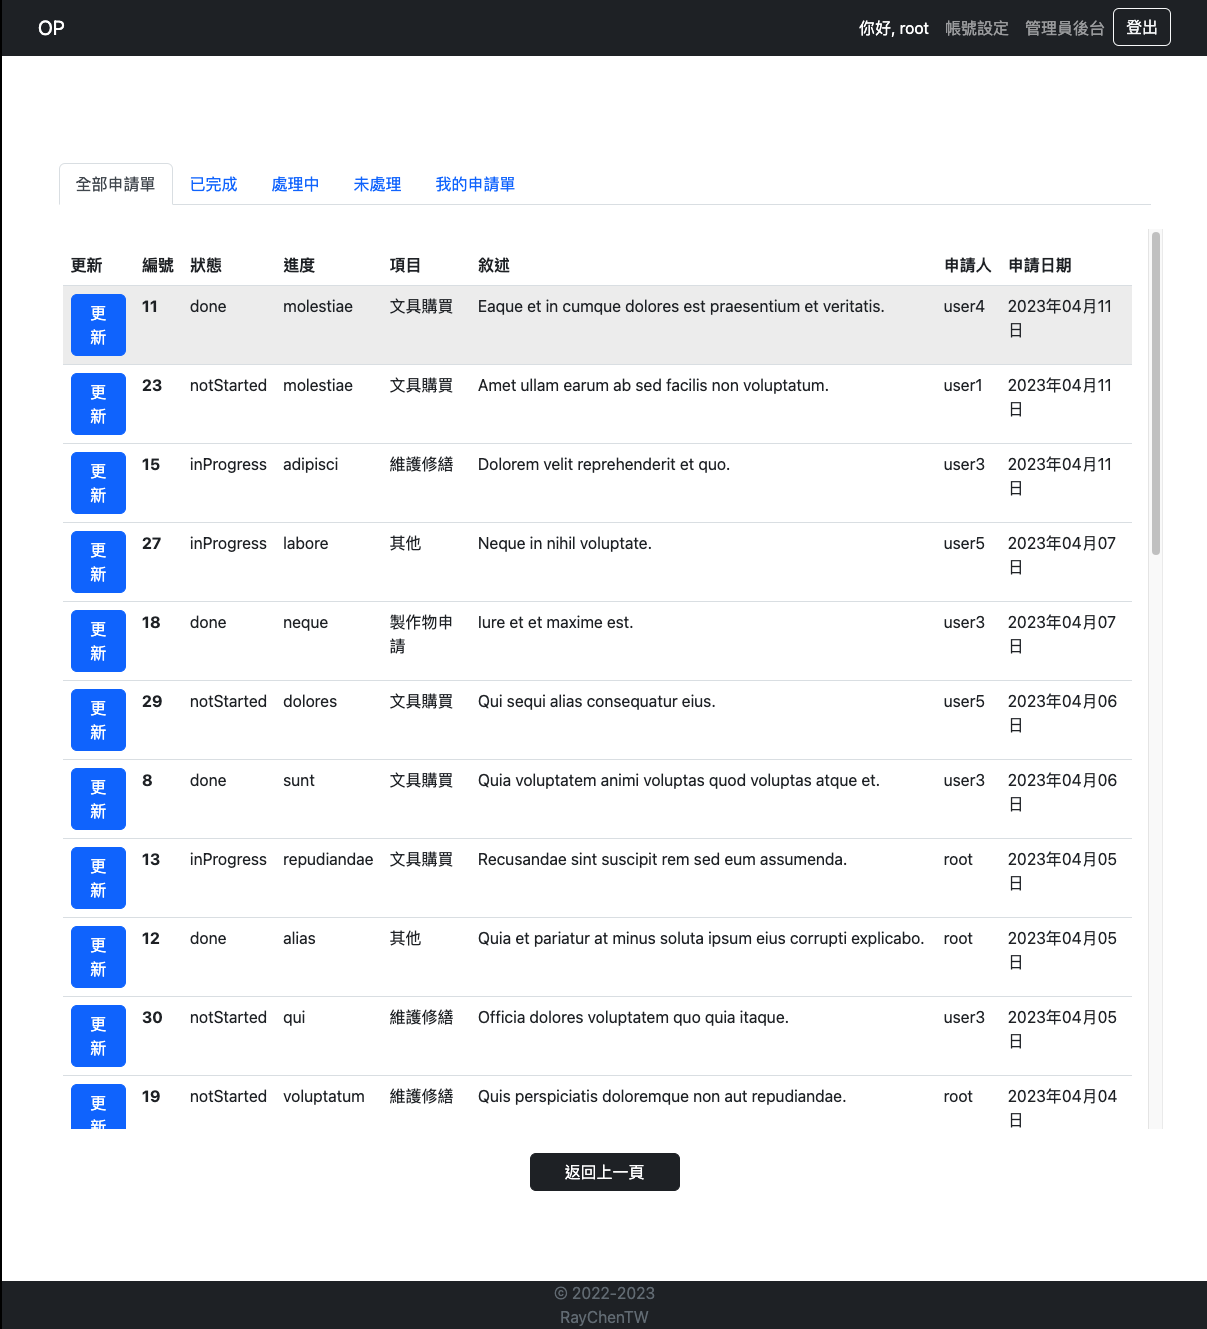 OP 你好, root 帳號設定 管理員後台 登出
全部申請單 已完成 處理中 未處理 我的申請單
更新 編號 狀態 進度 項目 敘述 申請人 申請日期
更新 11 done molestiae 文具購買 Eaque et in cumque dolores est praesentium et veritatis. user4 2023年04月11日
更新 23 notStarted molestiae 文具購買 Amet ullam earum ab sed facilis non voluptatum. user1 2023年04月11日
更新 15 inProgress adipisci 維護修繕 Dolorem velit reprehenderit et quo. user3 2023年04月11日
更新 27 inProgress labore 其他 Neque in nihil voluptate. user5 2023年04月07日
更新 18 done neque 製作物申請 Iure et et maxime est. user3 2023年04月07日
更新 29 notStarted dolores 文具購買 Qui sequi alias consequatur eius. user5 2023年04月06日
更新 8 done sunt 文具購買 Quia voluptatem animi voluptas quod voluptas atque et. user3 2023年04月06日
更新 13 inProgress repudiandae 文具購買 Recusandae sint suscipit rem sed eum assumenda. root 2023年04月05日
更新 12 done alias 其他 Quia et pariatur at minus soluta ipsum eius corrupti explicabo. root 2023年04月05日
更新 30 notStarted qui 維護修繕 Officia dolores voluptatem quo quia itaque. user3 2023年04月05日
更新 19 notStarted voluptatum 維護修繕 Quis perspiciatis doloremque non aut repudiandae. root 2023年04月04日
返回上一頁
© 2022-2023
RayChenTW